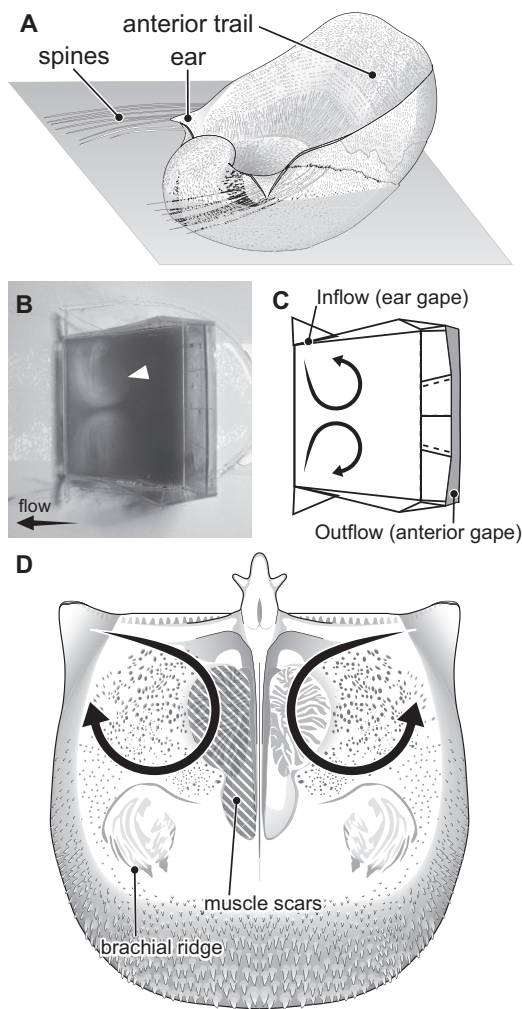 A
anterior trail
spines
ear
B
flow
C
Inflow (ear gape)
Outflow (anterior gape)
D
muscle scars
brachial ridge